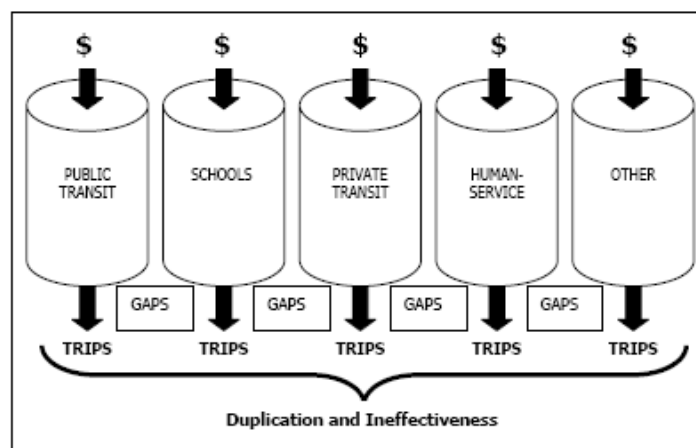 $ $ $ $ $
PUBLIC TRANSIT SCHOOLS PRIVATE TRANSIT HUMAN-SERVICE OTHER
GAPS GAPS GAPS GAPS
TRIPS TRIPS TRIPS TRIPS TRIPS
Duplication and Ineffectiveness